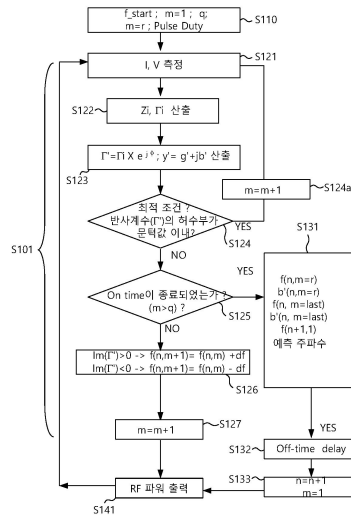 f_start ; m=1 ; q;
m=r ; Pulse Duty
S110
I, V 측정
S121
Zi, Γi 산출
S122
Γ'=Γi X e^jΦ ; y'= g'+jb' 산출
S123
m=m+1
S124a
최적 조건 ?
반사계수(Γ')의 허수부가
문턱값 이내?
YES
S124
S101
NO
S131
YES
On time이 종료되었는가 ?
(m>q) ?
S125
f(n,m=r)
b'(n,m=r)
f(n, m=last)
b'(n, m=last)
f(n+1,1)
예측 주파수
NO
Im(Γ')>0 -> f(n,m+1)= f(n,m) +df
Im(Γ')<0 -> f(n,m+1)= f(n,m) - df
S126
m=m+1
S127
YES
S132
Off-time delay
S133
n=n+1
m=1
RF 파워 출력
S141